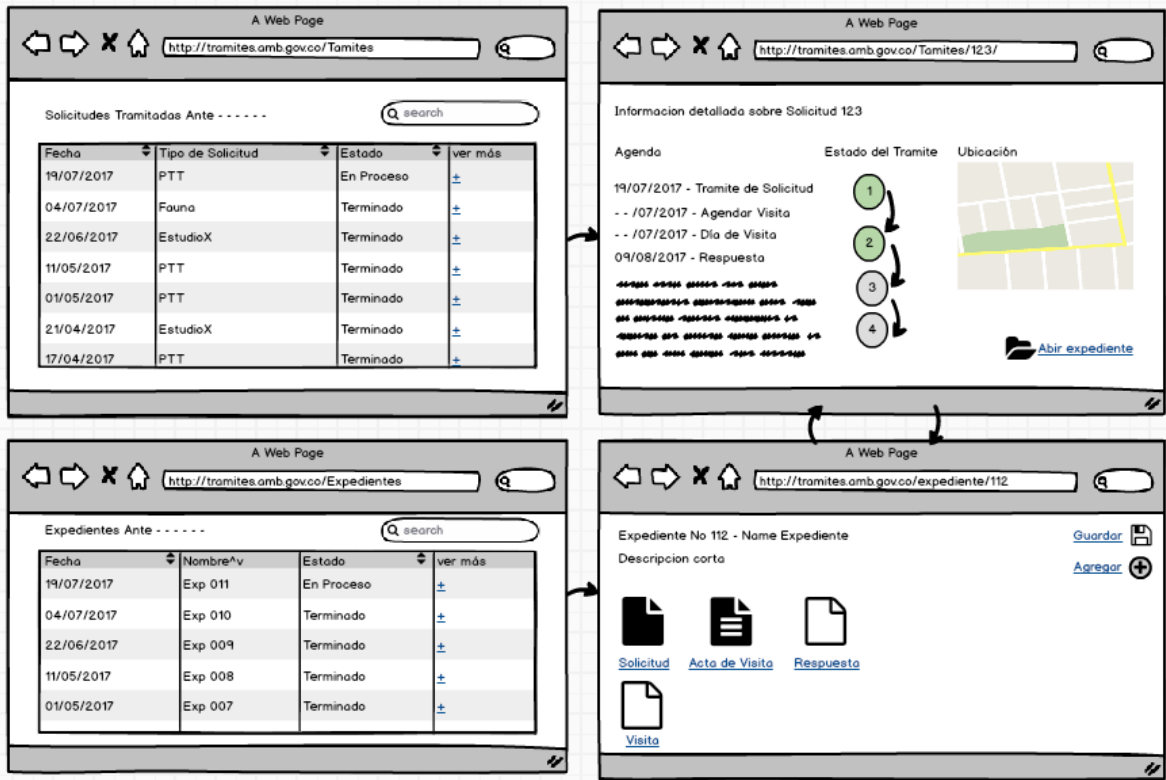 A Web Page
http://tramites.amb.gov.co/Tamites
Solicitudes Tramitadas Ante - - - - - -
search
Fecha Tipo de Solicitud Estado ver más
19/07/2017 PTT En Proceso +
04/07/2017 Fauna Terminado +
22/06/2017 EstudioX Terminado +
11/05/2017 PTT Terminado +
01/05/2017 PTT Terminado +
21/04/2017 EstudioX Terminado +
17/04/2017 PTT Terminado +
A Web Page
http://tramites.amb.gov.co/Tamites/123/
Informacion detallada sobre Solicitud 123
Agenda Estado del Tramite Ubicación
19/07/2017 - Tramite de Solicitud
- - /07/2017 - Agendar Visita
- - /07/2017 - Día de Visita
09/08/2017 - Respuesta
1
2
3
4
Abir expediente
A Web Page
http://tramites.amb.gov.co/Expedientes
Expedientes Ante - - - - - -
search
Fecha Nombre^v Estado ver más
19/07/2017 Exp 011 En Proceso +
04/07/2017 Exp 010 Terminado +
22/06/2017 Exp 009 Terminado +
11/05/2017 Exp 008 Terminado +
01/05/2017 Exp 007 Terminado +
A Web Page
http://tramites.amb.gov.co/expediente/112
Expediente No 112 - Name Expediente
Guardar
Descripcion corta
Agregar
Solicitud Acta de Visita Respuesta
Visita